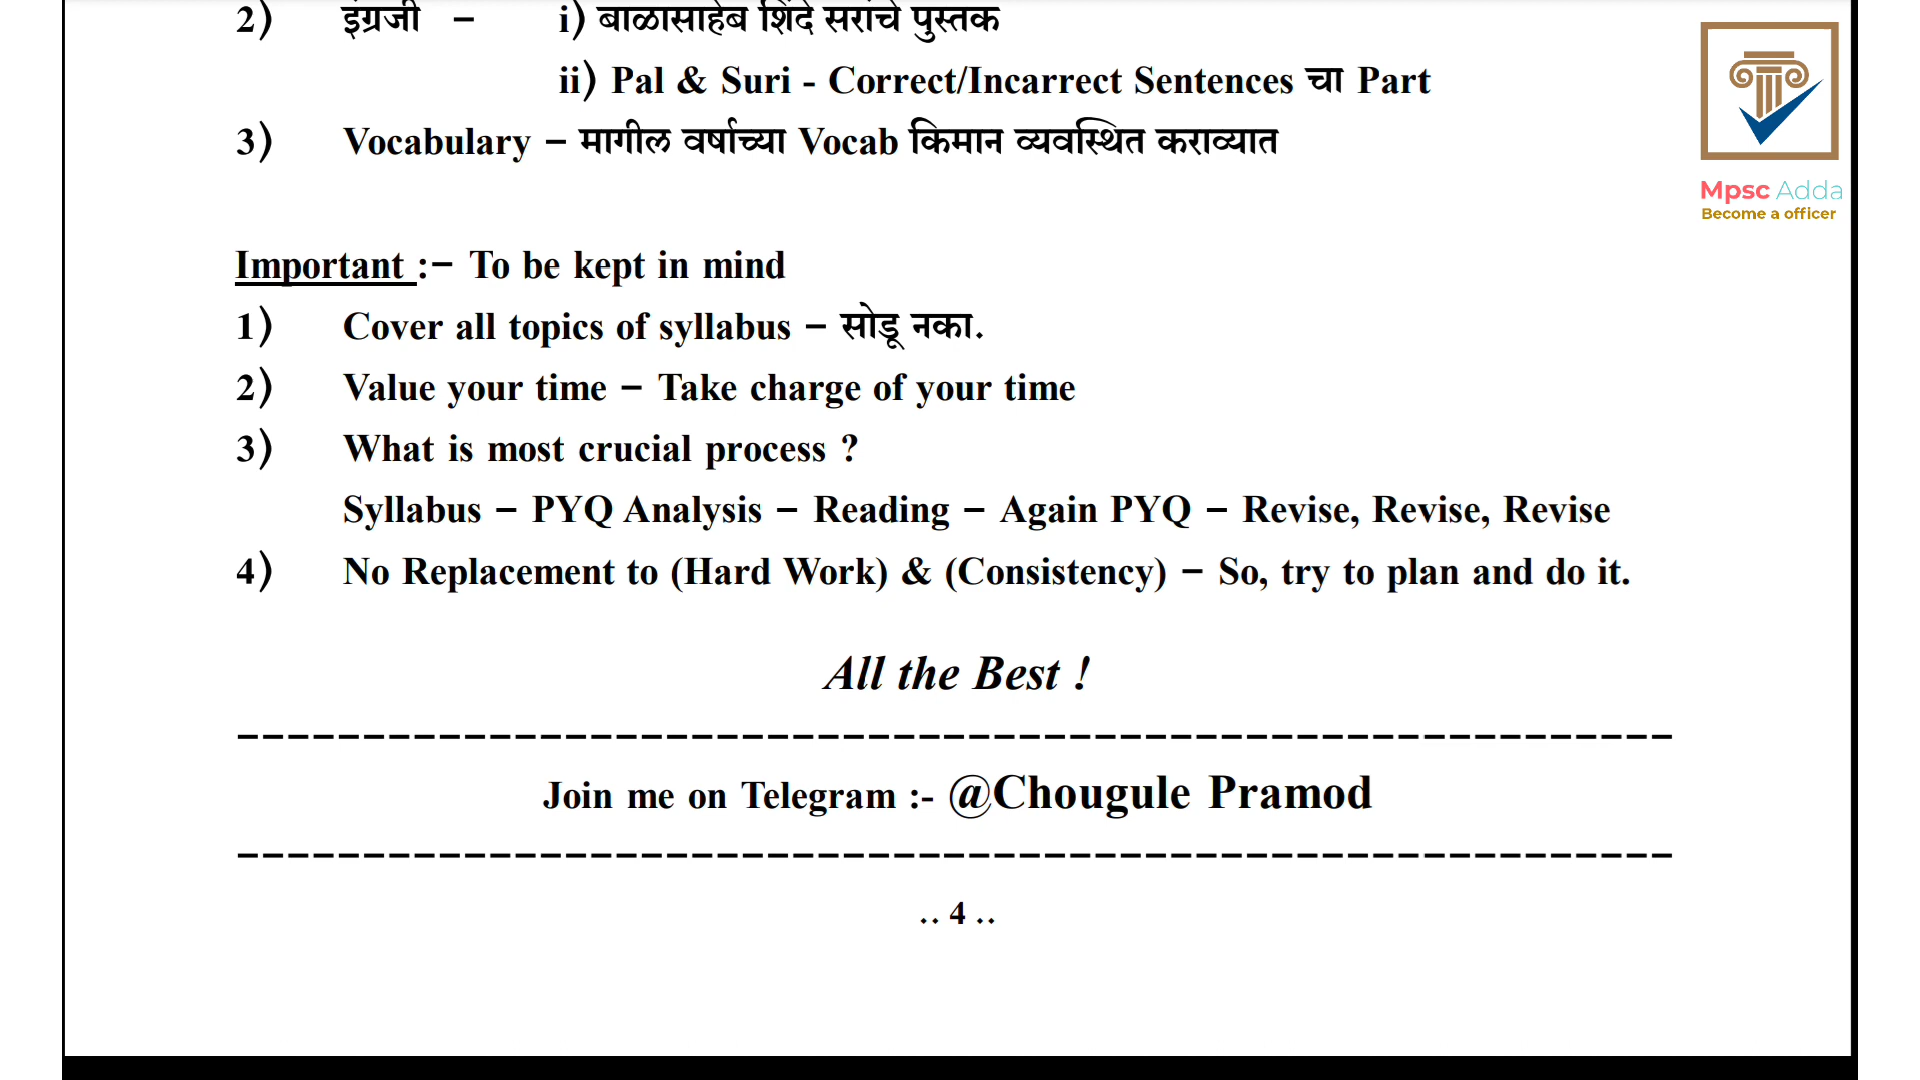 2) इंग्रजी – i) बाळासाहेब शिंदे सरांचे पुस्तक
ii) Pal & Suri - Correct/Incarrect Sentences चा Part
3) Vocabulary – मागील वर्षाच्या Vocab किमान व्यवस्थित कराव्यात
Mpsc Adda
Become a officer
Important :– To be kept in mind
1) Cover all topics of syllabus – सोडू नका.
2) Value your time – Take charge of your time
3) What is most crucial process ?
Syllabus – PYQ Analysis – Reading – Again PYQ – Revise, Revise, Revise
4) No Replacement to (Hard Work) & (Consistency) – So, try to plan and do it.
All the Best !
Join me on Telegram :- @Chougule Pramod
.. 4 ..